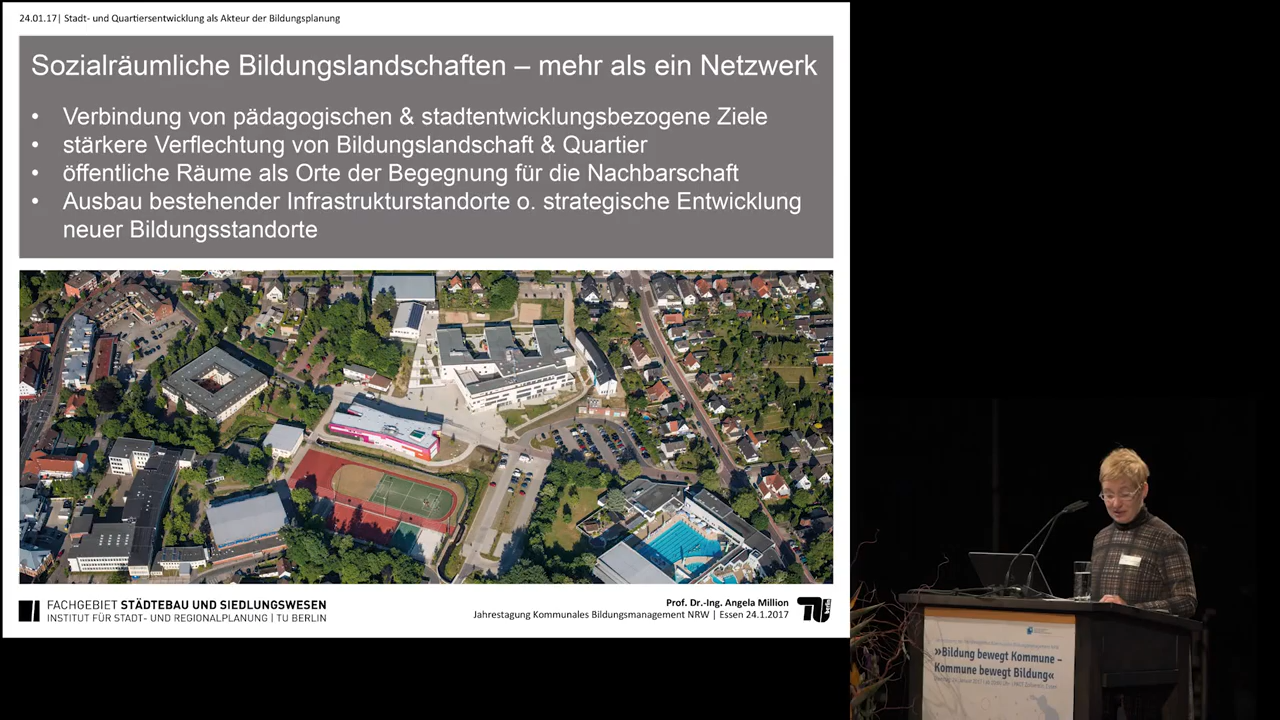 24.01.17| Stadt- und Quartiersentwicklung als Akteur der Bildungsplanung
Sozialräumliche Bildungslandschaften – mehr als ein Netzwerk
• Verbindung von pädagogischen & stadtentwicklungsbezogene Ziele
• stärkere Verflechtung von Bildungslandschaft & Quartier
• öffentliche Räume als Orte der Begegnung für die Nachbarschaft
• Ausbau bestehender Infrastrukturstandorte o. strategische Entwicklung
neuer Bildungsstandorte
FACHGEBIET STÄDTEBAU UND SIEDLUNGSWESEN
INSTITUT FÜR STADT- UND REGIONALPLANUNG | TU BERLIN
Prof. Dr.-Ing. Angela Million
Jahrestagung Kommunales Bildungsmanagement NRW | Essen 24.1.2017
berlin
»Bildung bewegt Kommune –
Kommune bewegt Bildung«